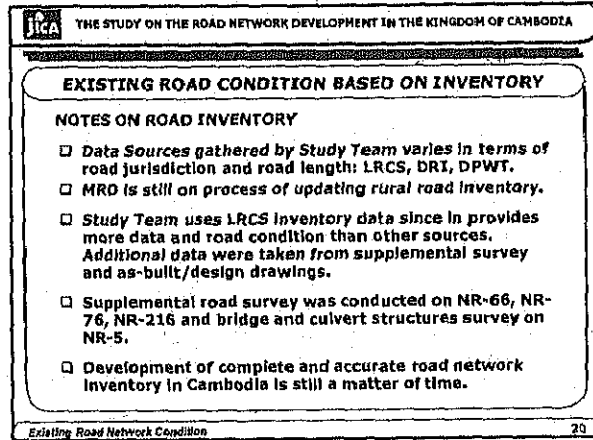 JICA THE STUDY ON THE ROAD NETWORK DEVELOPMENT IN THE KINGDOM OF CAMBODIA
EXISTING ROAD CONDITION BASED ON INVENTORY
NOTES ON ROAD INVENTORY
□ Data Sources gathered by Study Team varies in terms of
road jurisdiction and road length: LRCS, DRI, DPWT.
□ MRD is still on process of updating rural road inventory.
□ Study Team uses LRCS inventory data since in provides
more data and road condition than other sources.
Additional data were taken from supplemental survey
and as-built/design drawings.
□ Supplemental road survey was conducted on NR-66, NR-
76, NR-216 and bridge and culvert structures survey on
NR-5.
□ Development of complete and accurate road network
inventory in Cambodia is still a matter of time.
Existing Road Network Condition 20